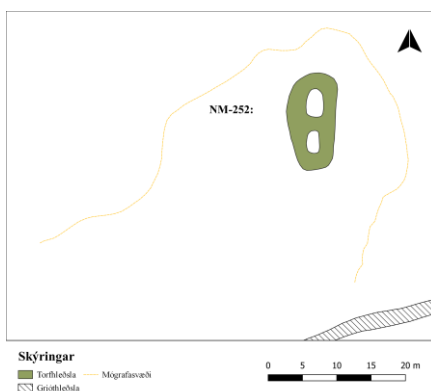 NM-252:
Skýringar
Torfhleðsla Mógrafasvæði
Grjóthleðsla
0 5 10 15 20 m